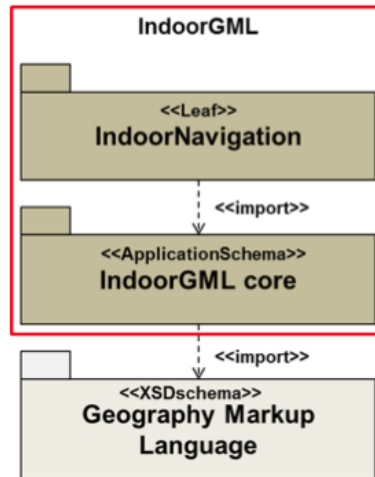 IndoorGML
<<Leaf>>
IndoorNavigation
<<import>>
<<ApplicationSchema>>
IndoorGML core
<<import>>
<<XSDschema>>
Geography Markup
Language